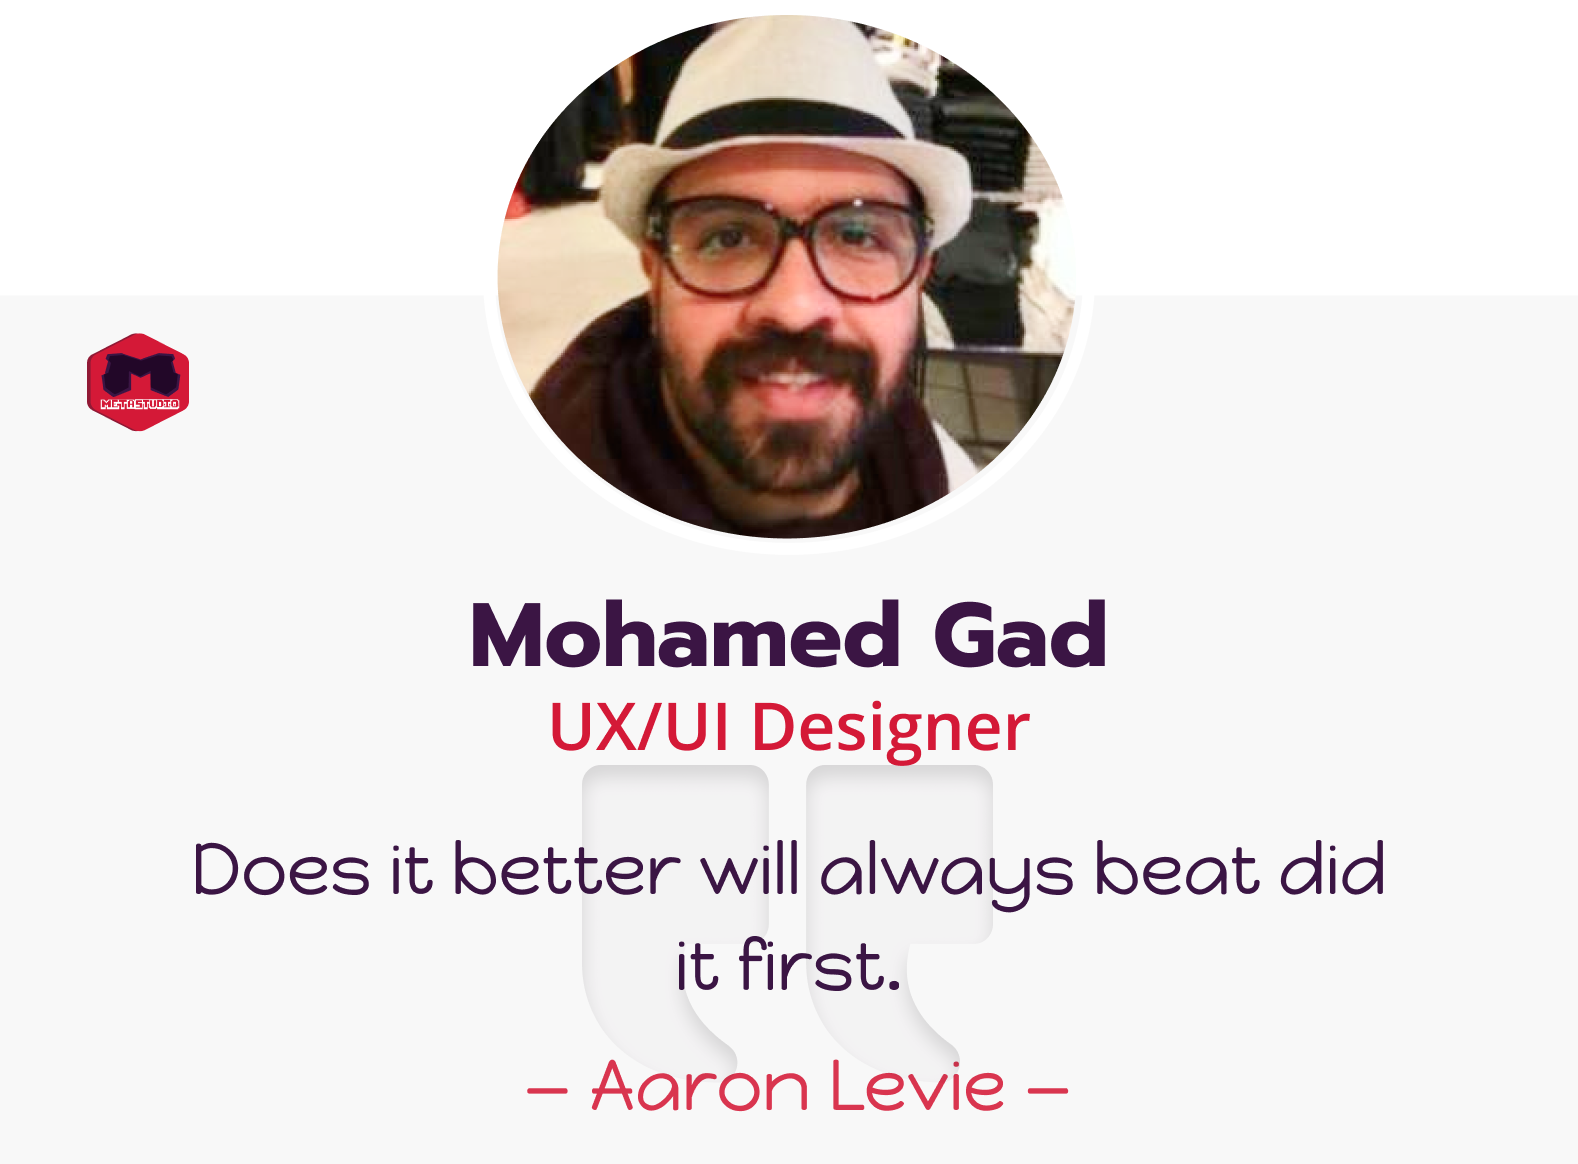 METASTUDIO
Mohamed Gad
UX/UI Designer
Does it better will always beat did
it first.
– Aaron Levie –